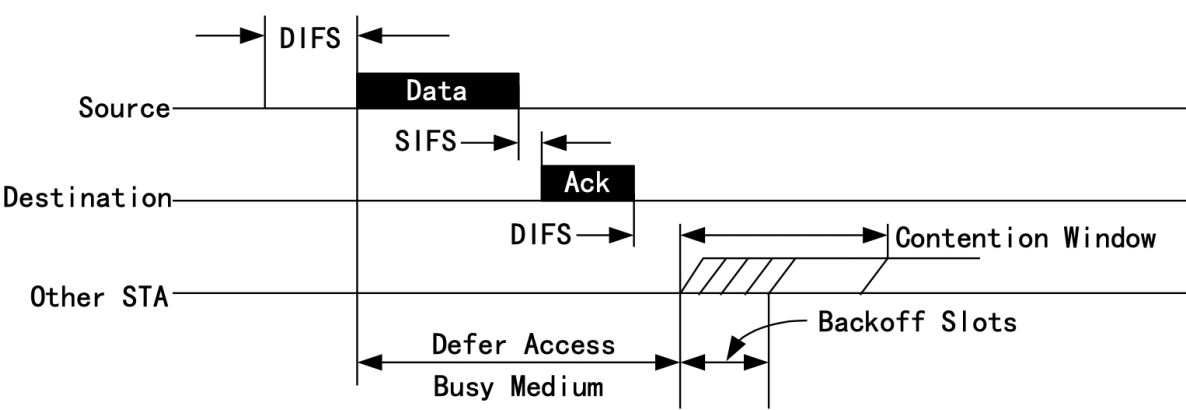 DIFS
Data
Source
SIFS
Ack
Destination
DIFS
Contention Window
Other STA
Backoff Slots
Defer Access
Busy Medium